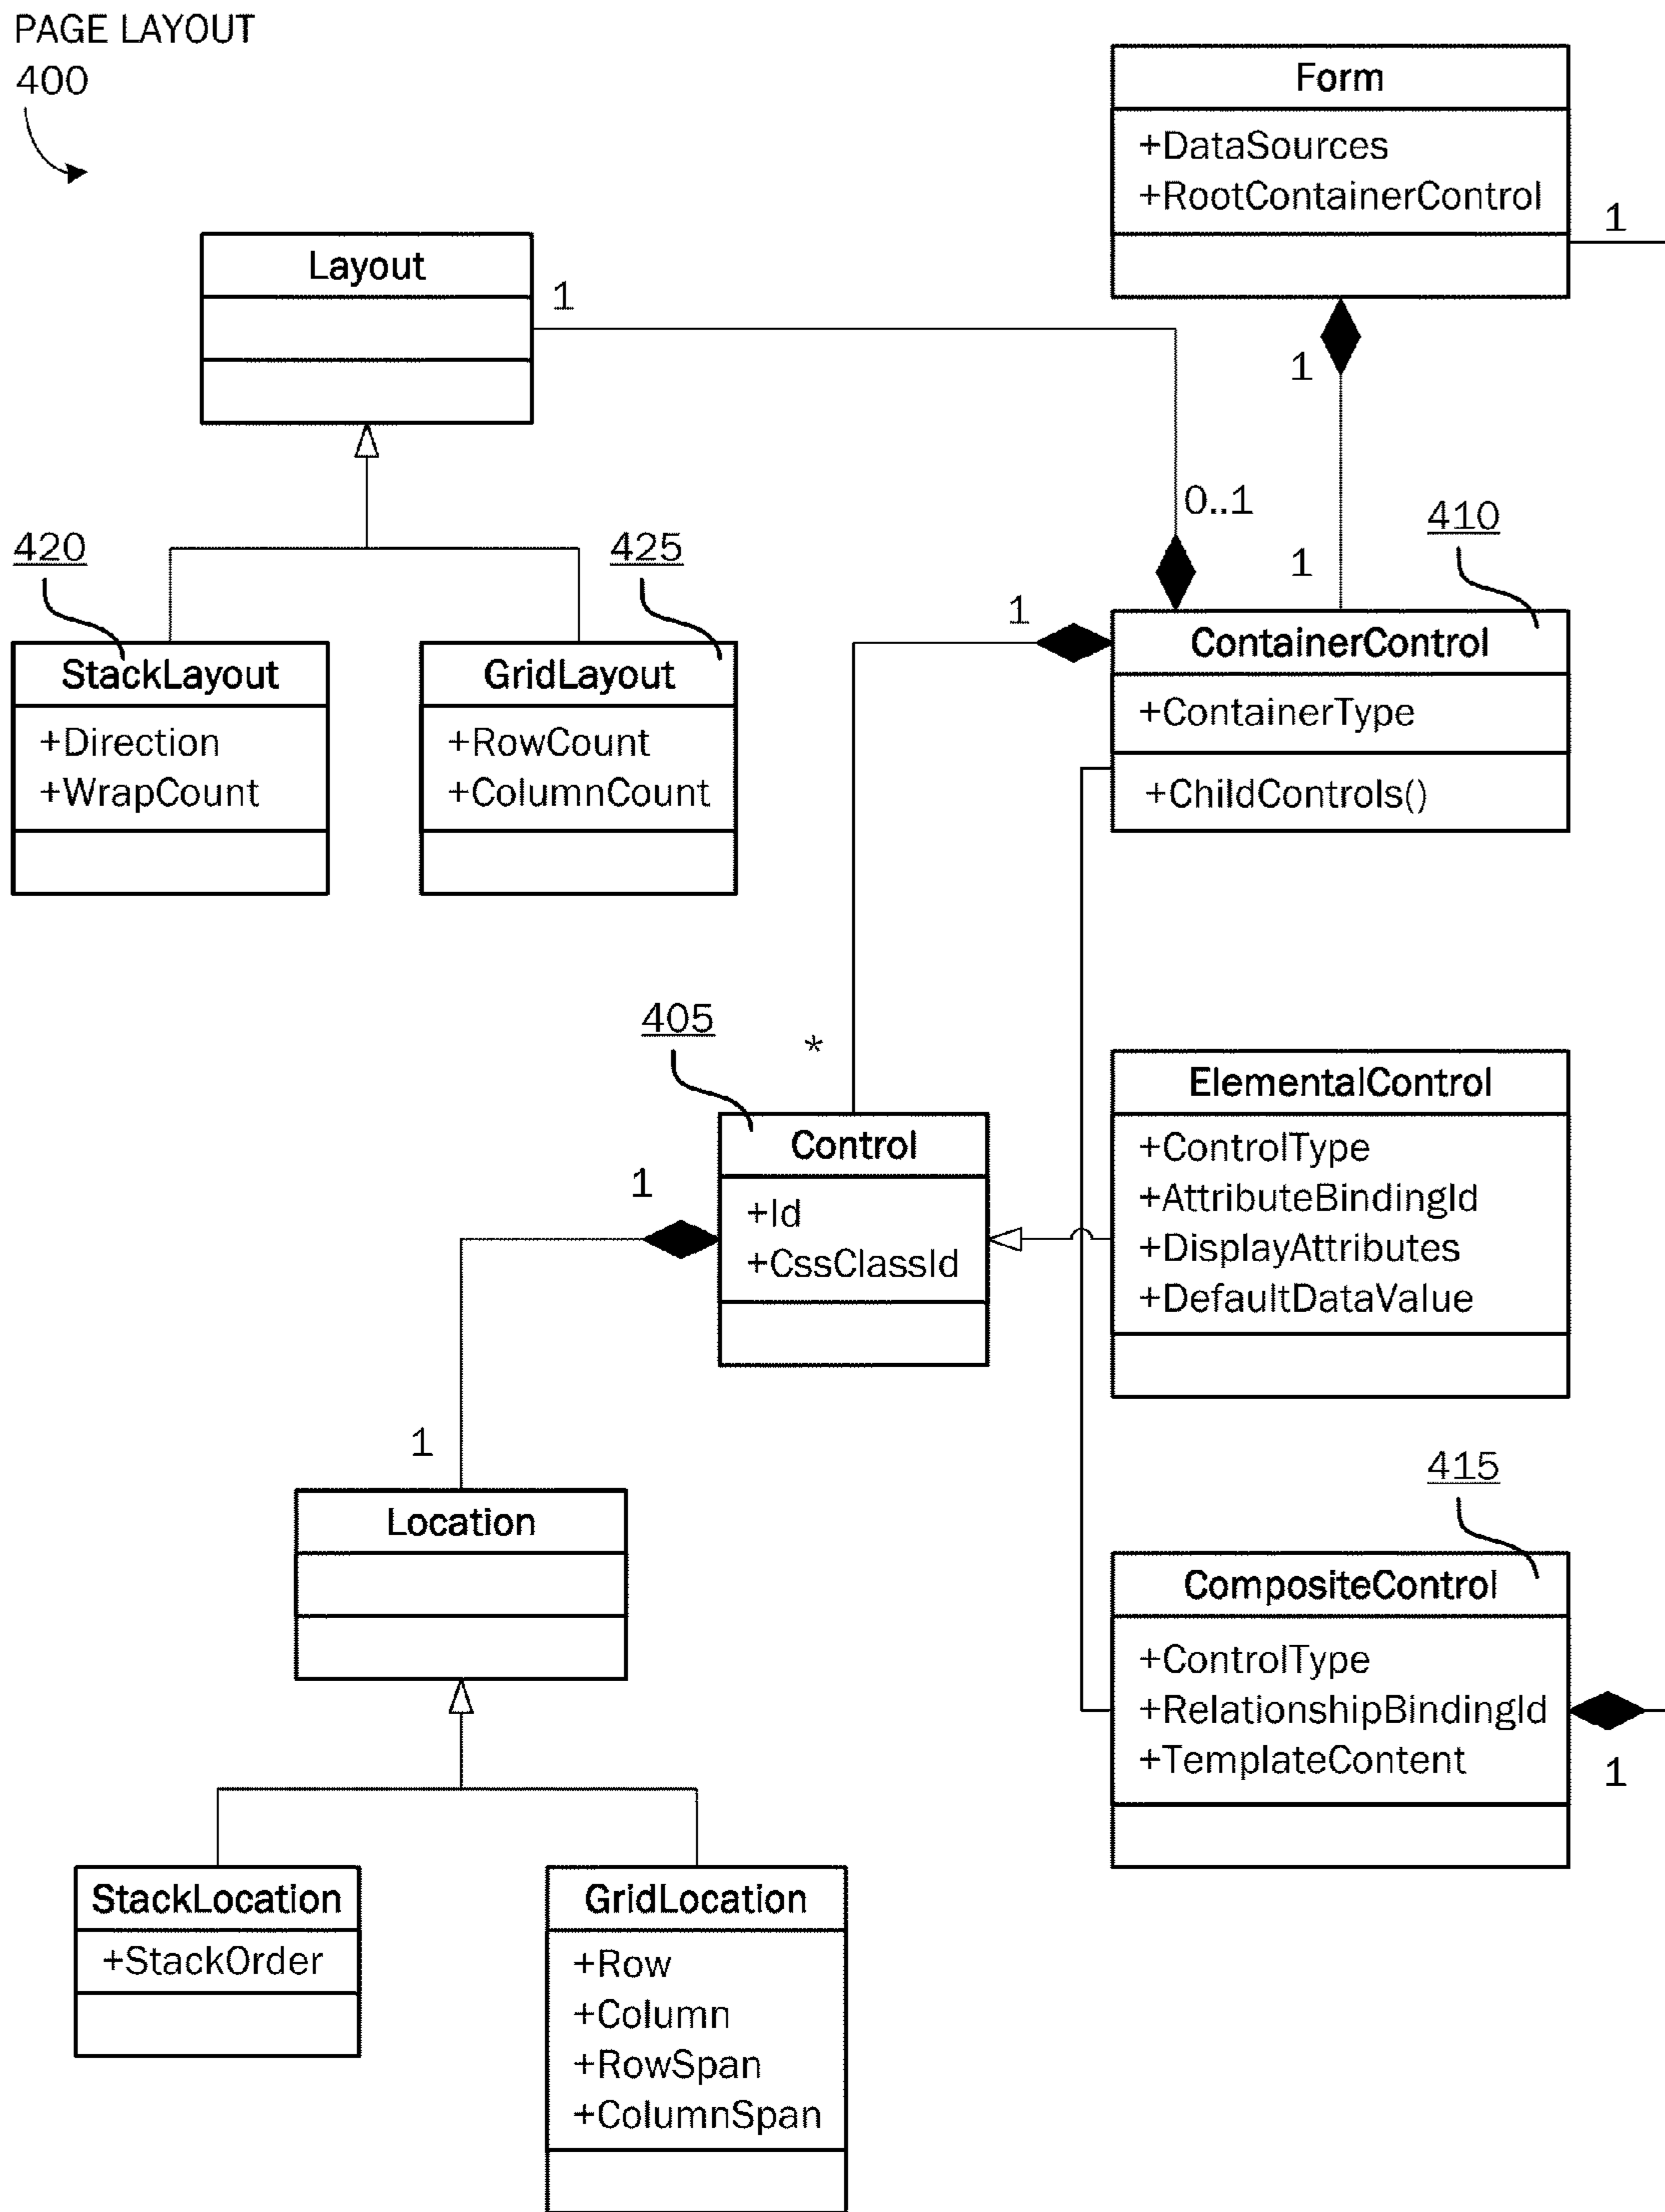 PAGE LAYOUT
400
Form
+DataSources
+RootContainerControl
1
Layout
1
1
0..1
1
410
420
425
1
StackLayout
+Direction
+WrapCount
GridLayout
+RowCount
+ColumnCount
ContainerControl
+ContainerType
+ChildControls()
405
*
Control
+Id
+CssClassId
1
ElementalControl
+ControlType
+AttributeBindingId
+DisplayAttributes
+DefaultDataValue
1
Location
415
CompositeControl
+ControlType
+RelationshipBindingId
+TemplateContent
1
StackLocation
+StackOrder
GridLocation
+Row
+Column
+RowSpan
+ColumnSpan